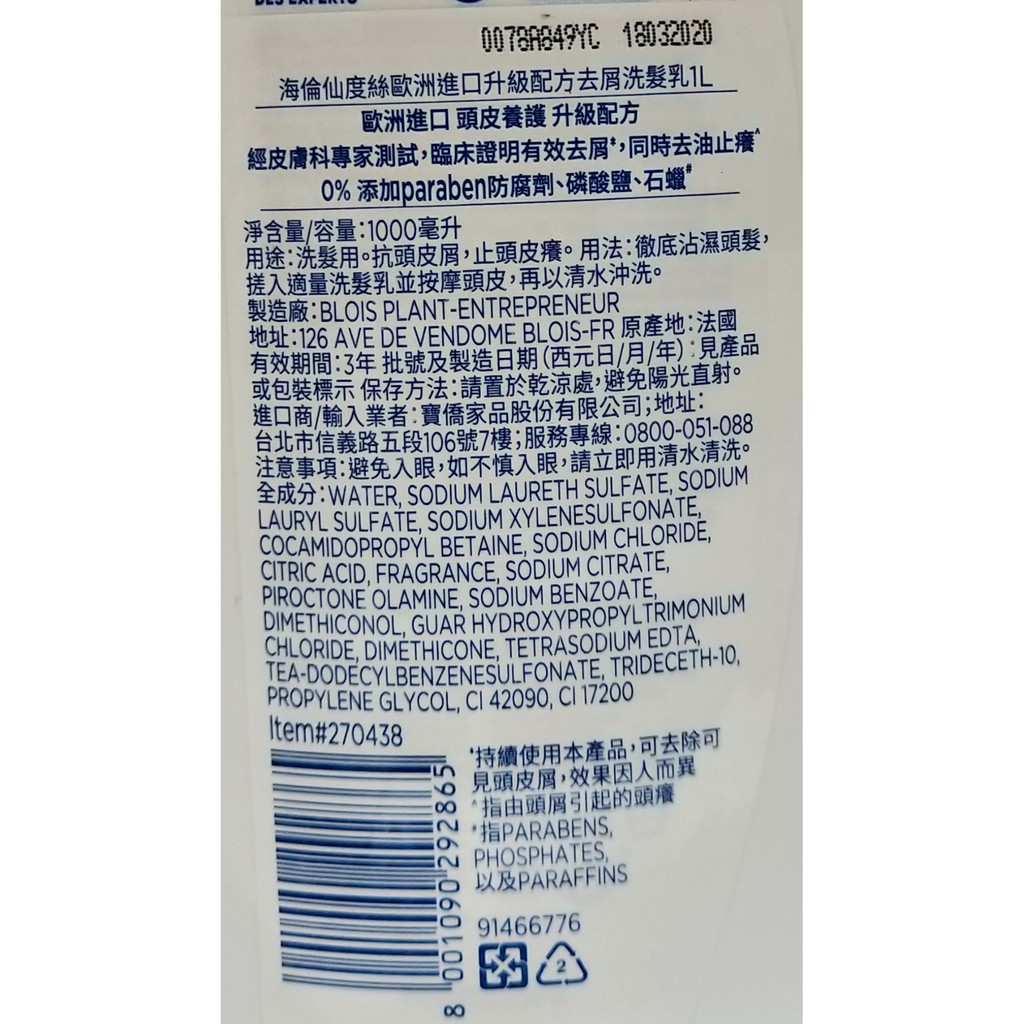 DES EXPERTS
0078A849YC 18032020
海倫仙度絲歐洲進口升級配方去屑洗髮乳1L
歐洲進口 頭皮養護 升級配方
經皮膚科專家測試,臨床證明有效去屑*,同時去油止癢^
0% 添加paraben防腐劑、磷酸鹽、石蠟#
淨含量/容量:1000毫升
用途:洗髮用。抗頭皮屑,止頭皮癢。用法:徹底沾濕頭髮,
搓入適量洗髮乳並按摩頭皮,再以清水沖洗。
製造廠:BLOIS PLANT-ENTREPRENEUR
地址:126 AVE DE VENDOME BLOIS-FR 原產地:法國
有效期間:3年 批號及製造日期(西元日/月/年):見產品
或包裝標示 保存方法:請置於乾涼處,避免陽光直射。
進口商/輸入業者:寶僑家品股份有限公司;地址:
台北市信義路五段106號7樓;服務專線:0800-051-088
注意事項:避免入眼,如不慎入眼,請立即用清水清洗。
全成分:WATER, SODIUM LAURETH SULFATE, SODIUM
LAURYL SULFATE, SODIUM XYLENESULFONATE,
COCAMIDOPROPYL BETAINE, SODIUM CHLORIDE,
CITRIC ACID, FRAGRANCE, SODIUM CITRATE,
PIROCTONE OLAMINE, SODIUM BENZOATE,
DIMETHICONOL, GUAR HYDROXYPROPYLTRIMONIUM
CHLORIDE, DIMETHICONE, TETRASODIUM EDTA,
TEA-DODECYLBENZENESULFONATE, TRIDECETH-10,
PROPYLENE GLYCOL, CI 42090, CI 17200
Item#270438
*持續使用本產品,可去除可
見頭皮屑,效果因人而異
^指由頭屑引起的頭癢
#指PARABENS,
PHOSPHATES,
以及PARAFFINS
8 001090 292865
91466776
2